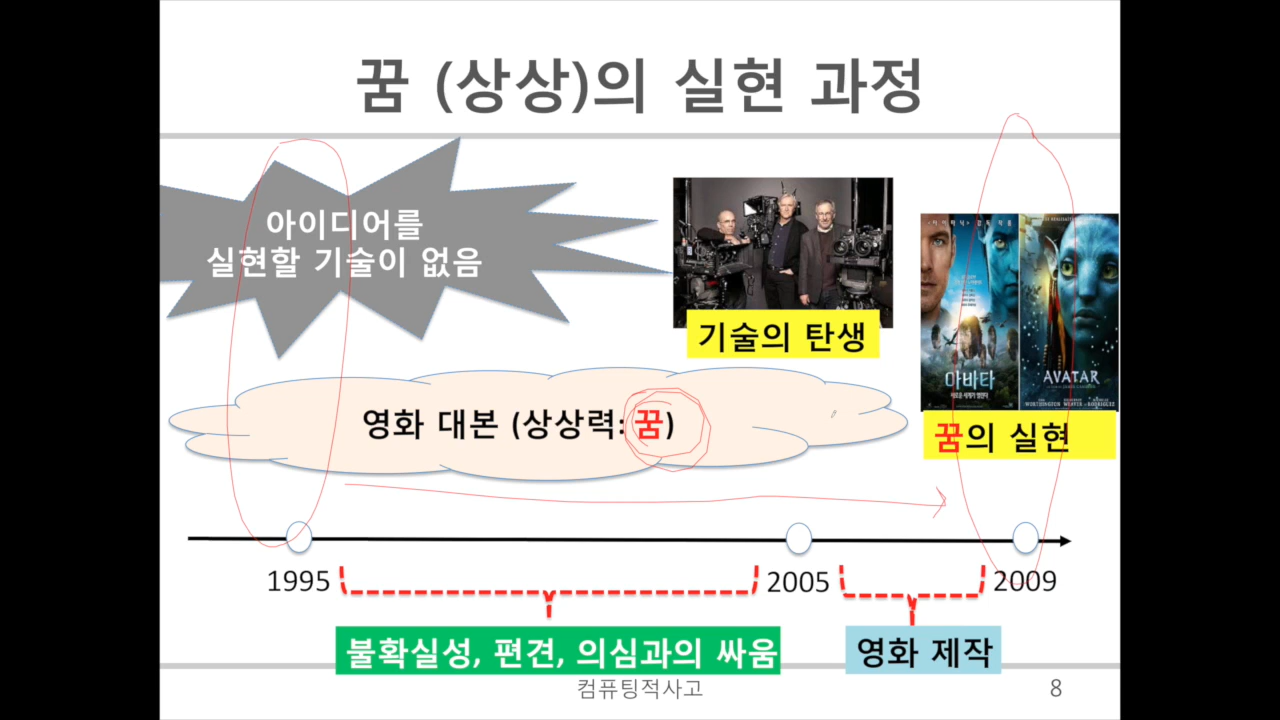 꿈 (상상)의 실현 과정
아이디어를
실현할 기술이 없음
기술의 탄생
아바타
AVATAR
꿈의 실현
영화 대본 (상상력: 꿈)
1995
2005
2009
불확실성, 편견, 의심과의 싸움
영화 제작
컴퓨팅적사고
8